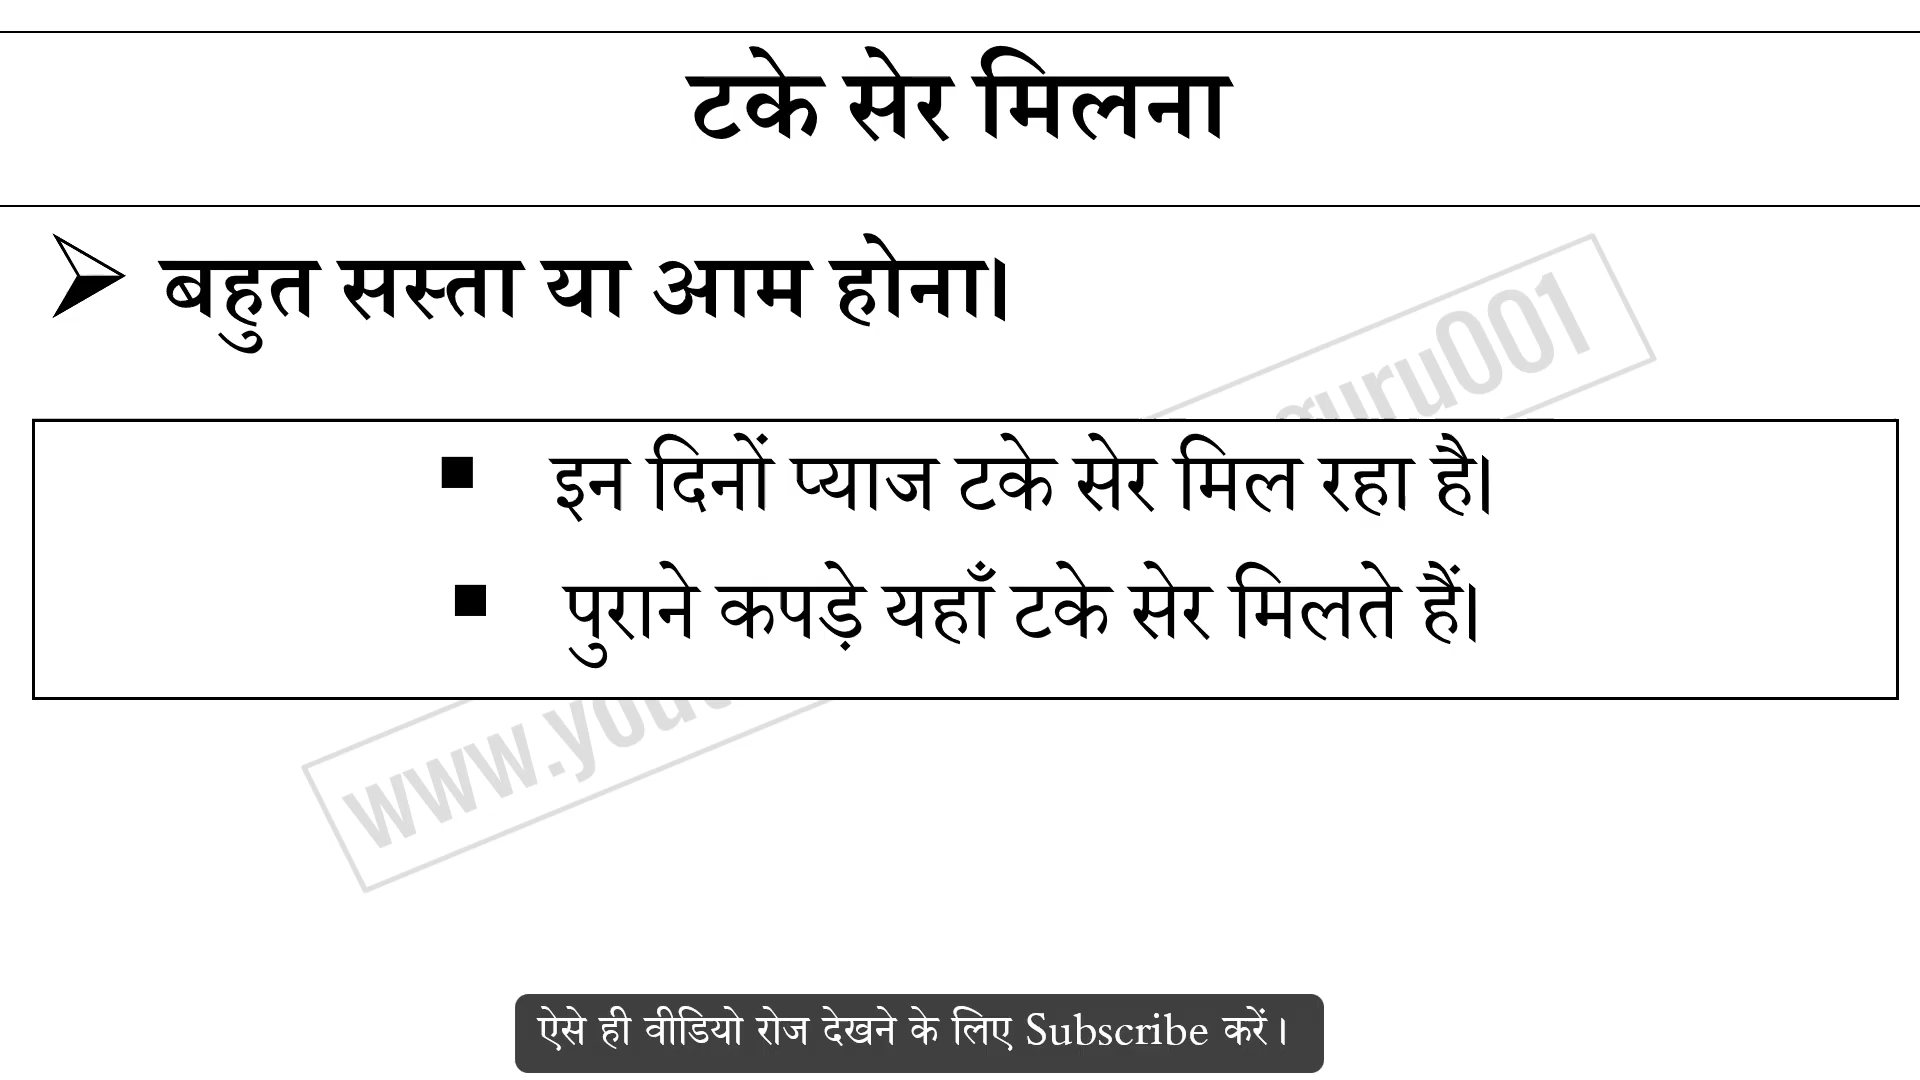 टके सेर मिलना
बहुत सस्ता या आम होना।
इन दिनों प्याज टके सेर मिल रहा है।
पुराने कपड़े यहाँ टके सेर मिलते हैं।
ऐसे ही वीडियो रोज देखने के लिए Subscribe करें।